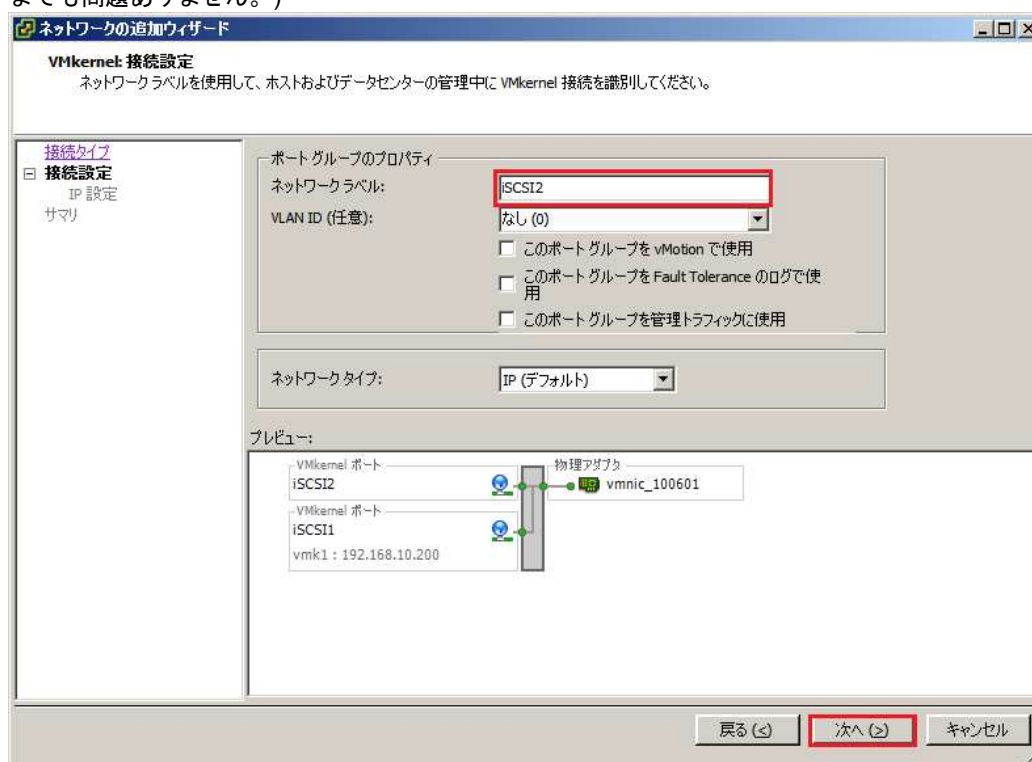 までも問題ありません。)
ネットワークの追加ウィザード
VMkernel: 接続設定
ネットワーク ラベルを使用して、ホストおよびデータセンターの管理中に VMkernel 接続を識別してください。
接続タイプ
接続設定
IP 設定
サマリ
ポート グループのプロパティ
ネットワーク ラベル:
iSCSI2
VLAN ID (任意):
なし (0)
このポート グループを vMotion で使用
このポート グループを Fault Tolerance のログで使
用
このポート グループを管理トラフィックに使用
ネットワーク タイプ:
IP (デフォルト)
プレビュー:
VMkernel ポート
iSCSI2
物理アダプタ
vmnic_100601
VMkernel ポート
iSCSI1
vmk1 : 192.168.10.200
戻る (<)
次へ (>)
キャンセル